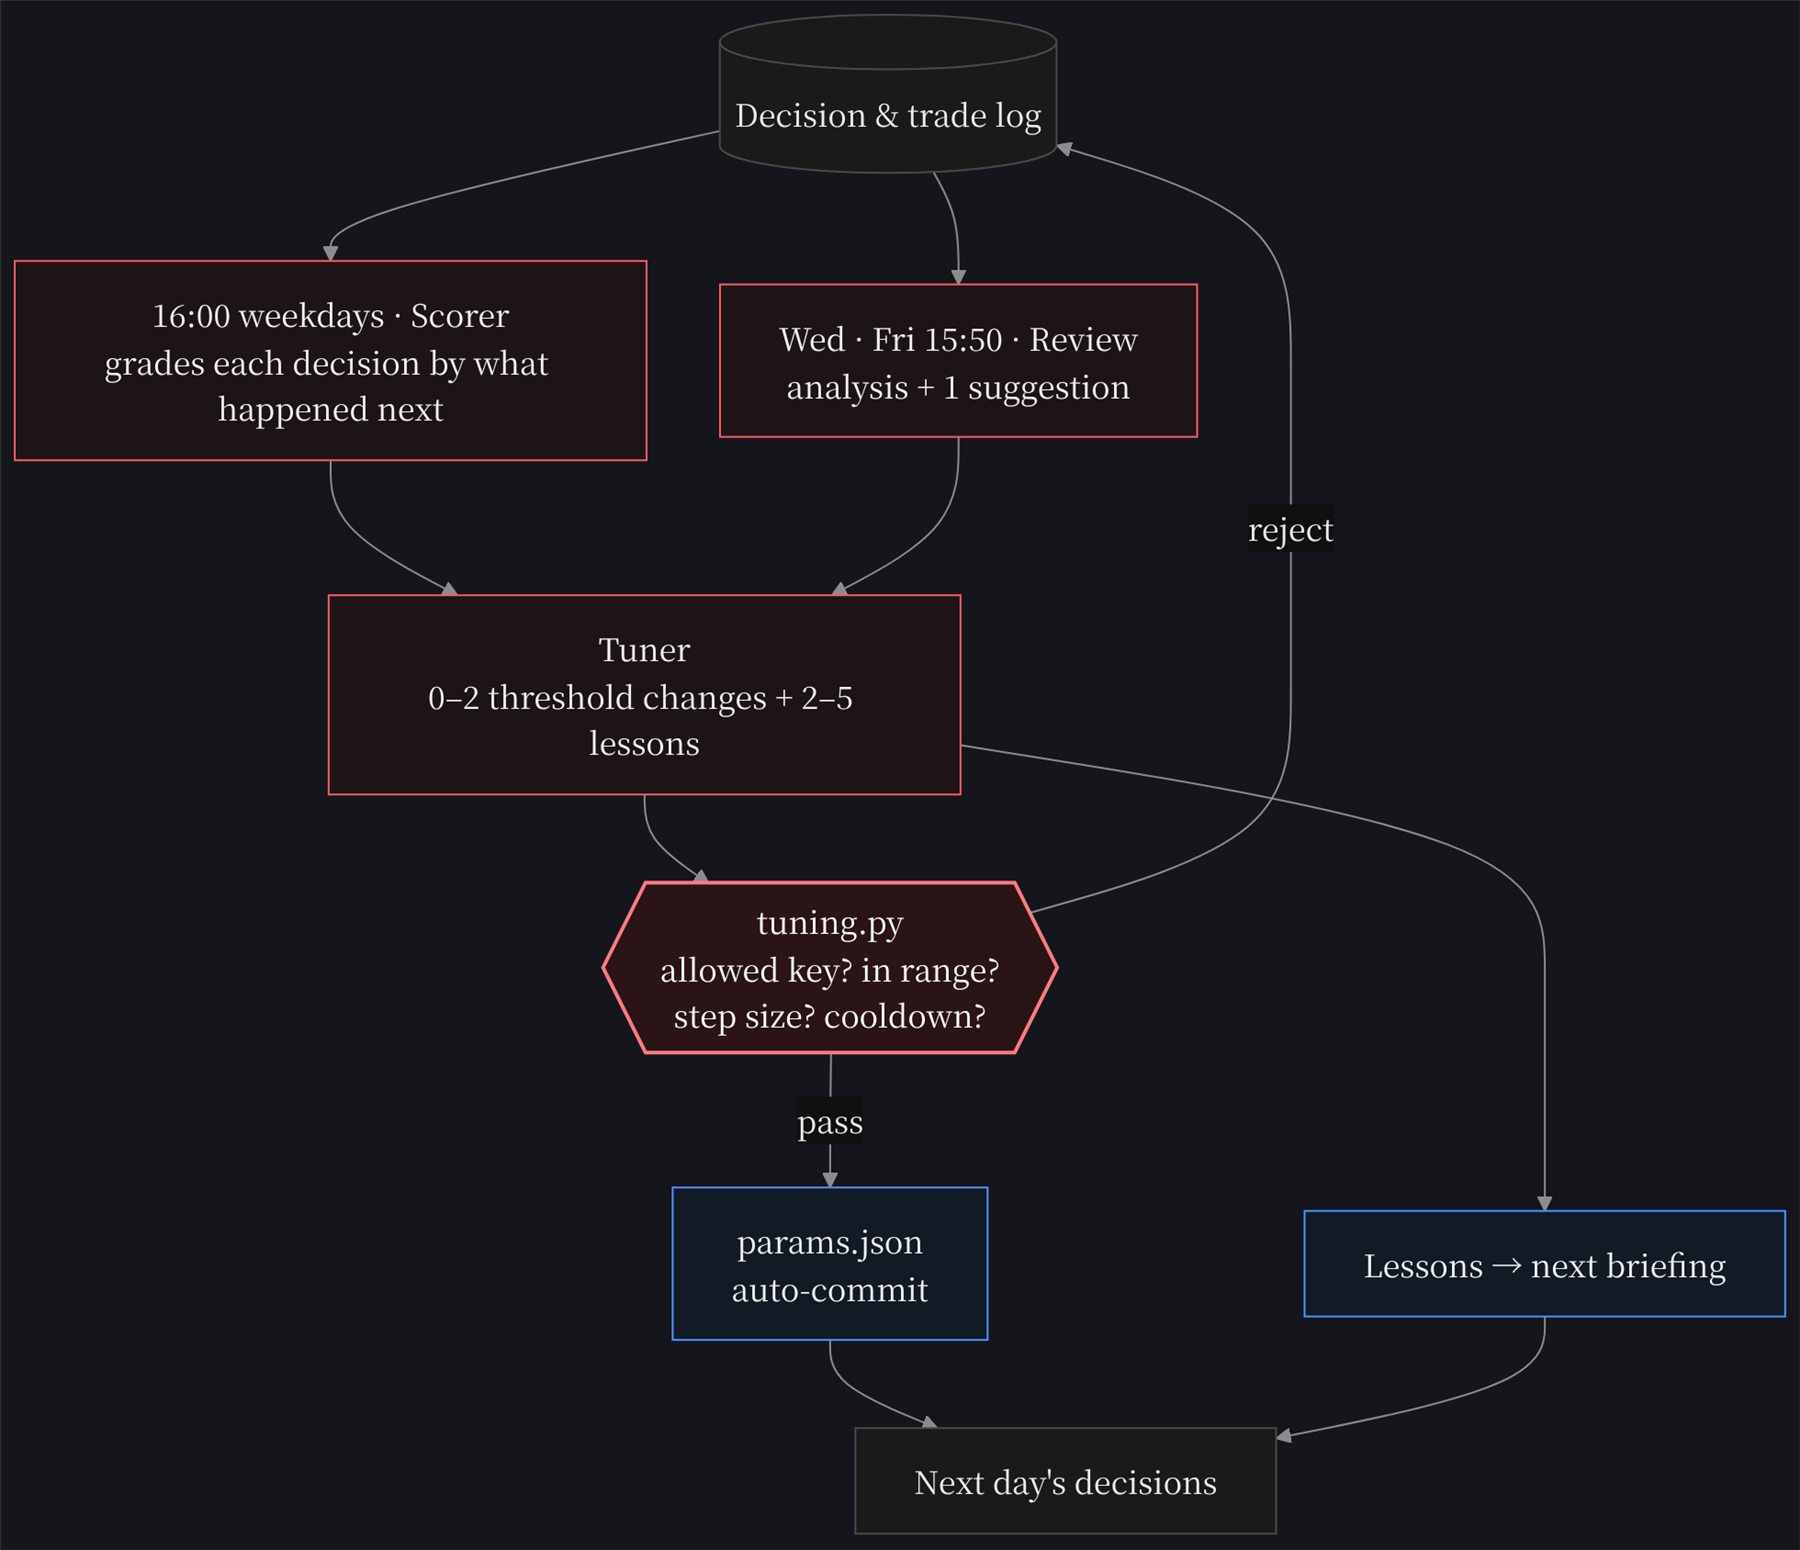 Decision & trade log
16:00 weekdays · Scorer
grades each decision by what
happened next
Wed · Fri 15:50 · Review
analysis + 1 suggestion
reject
Tuner
0–2 threshold changes + 2–5
lessons
tuning.py
allowed key? in range?
step size? cooldown?
pass
params.json
auto-commit
Lessons → next briefing
Next day's decisions